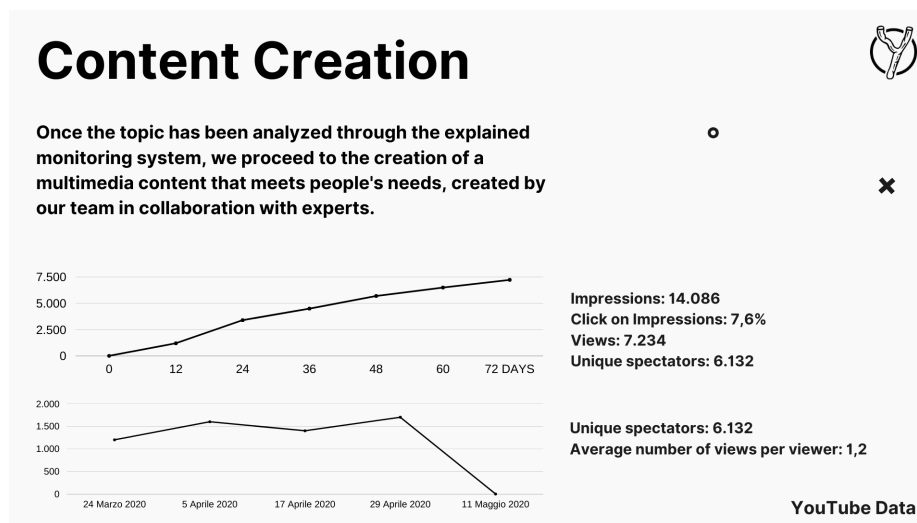 Content Creation
Once the topic has been analyzed through the explained
monitoring system, we proceed to the creation of a
multimedia content that meets people's needs, created by
our team in collaboration with experts.
7.500
5.000
2.500
0
0 12 24 36 48 60 72 DAYS
Impressions: 14.086
Click on Impressions: 7,6%
Views: 7.234
Unique spectators: 6.132
2.000
1.500
1.000
500
0
24 Marzo 2020 5 Aprile 2020 17 Aprile 2020 29 Aprile 2020 11 Maggio 2020
Unique spectators: 6.132
Average number of views per viewer: 1,2
YouTube Data